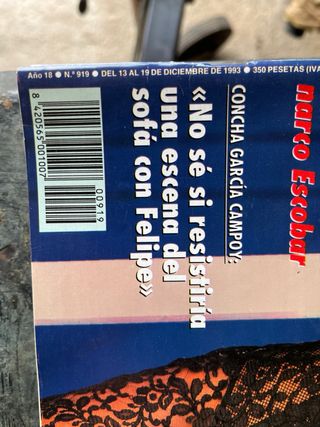 Año 18 • N.º 919 • DEL 13 AL 19 DE DICIEMBRE DE 1993 • 350 PESETAS (IVA
narco Escobar
CONCHA GARCÍA CAMPOY:
«No sé si resistiría
una escena del
sofá con Felipe»
00919
8 420565 001007